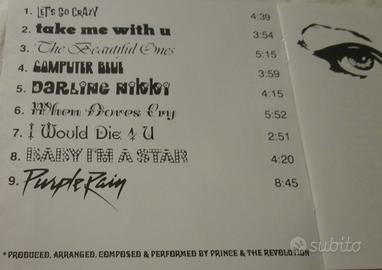 1. LET'S GO CRAZY 4:39
2. take me with u 3:54
3. The Beautiful Ones 5:15
4. COMPUTER BLUE 3:59
5. DARLING NIKKI 4:15
6. When Doves Cry 5:52
7. I Would Die 4 U 2:51
8. BABY I'M A STAR 4:20
9. Purple Rain 8:45
*PRODUCED, ARRANGED, COMPOSED & PERFORMED BY PRINCE & THE REVOLUTION
subito